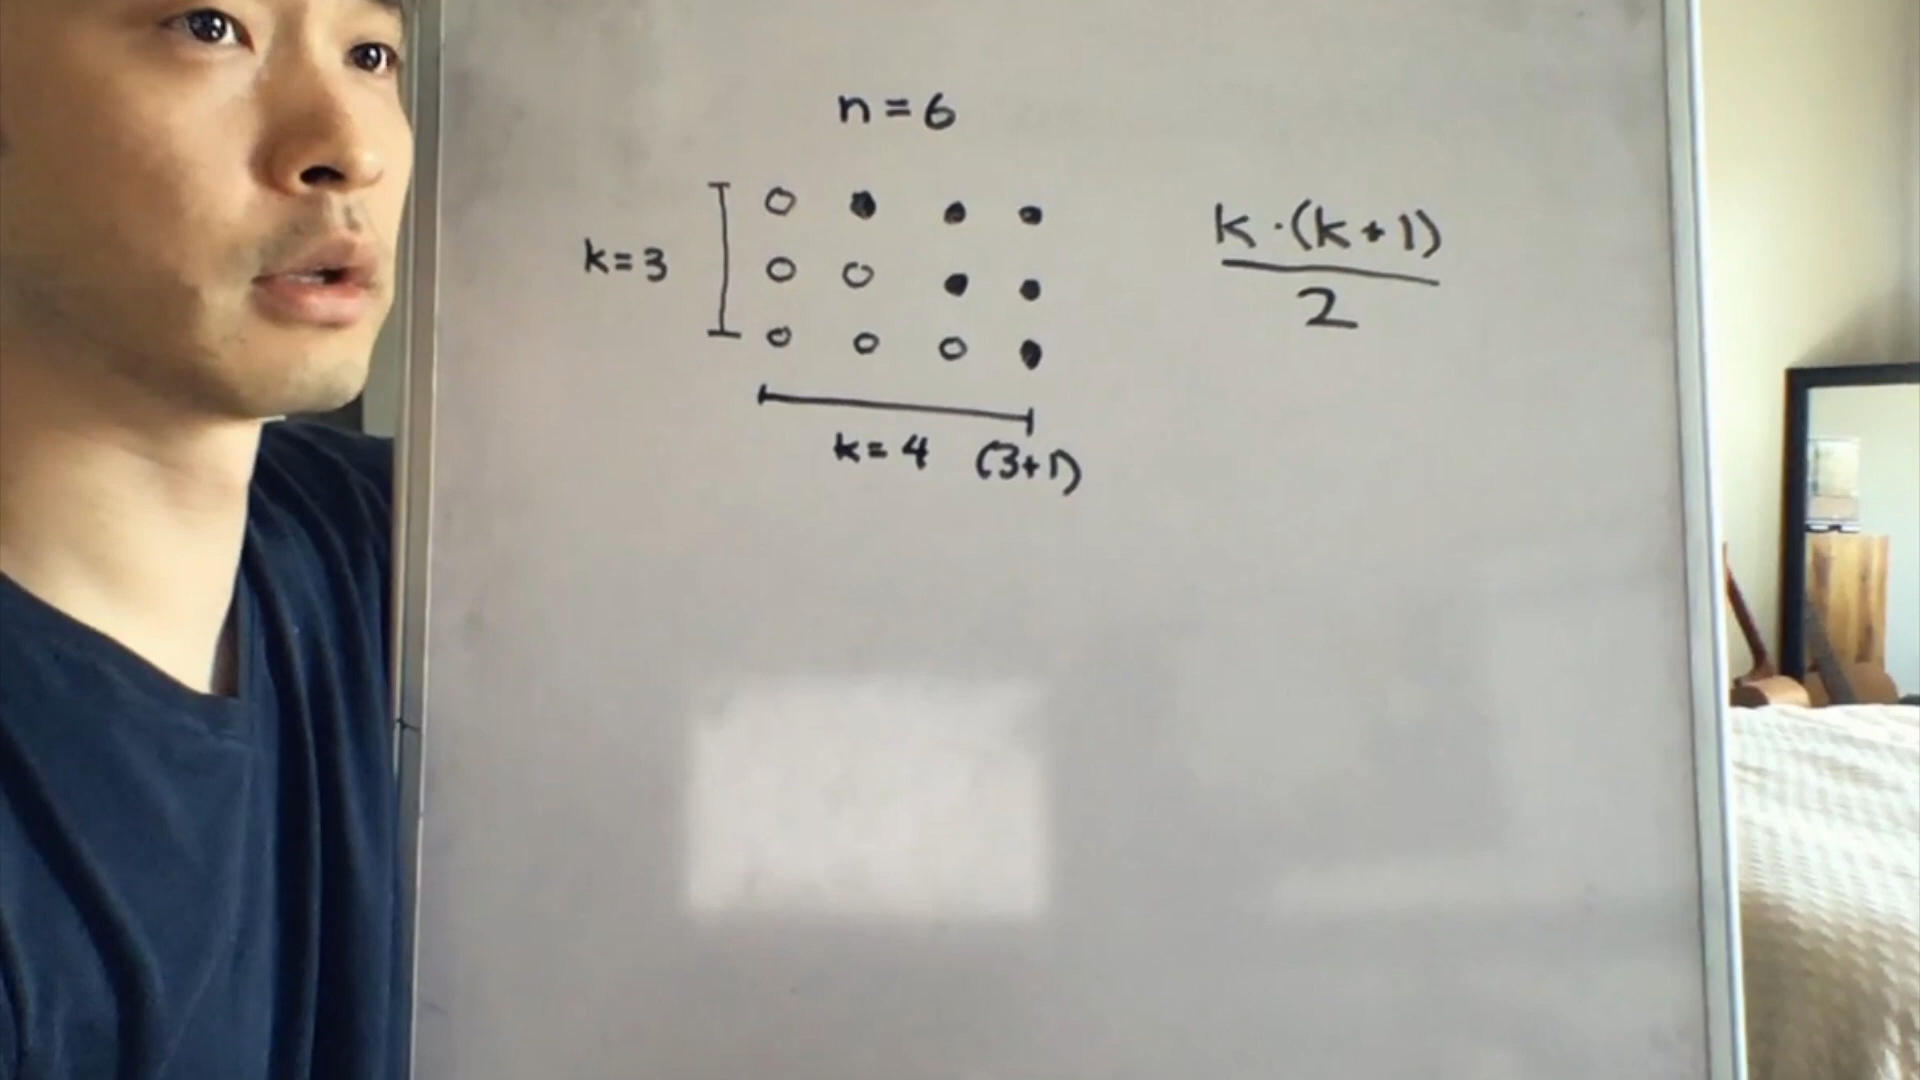 n = 6
k = 3
k = 4 (3+1)
k · (k + 1)
2